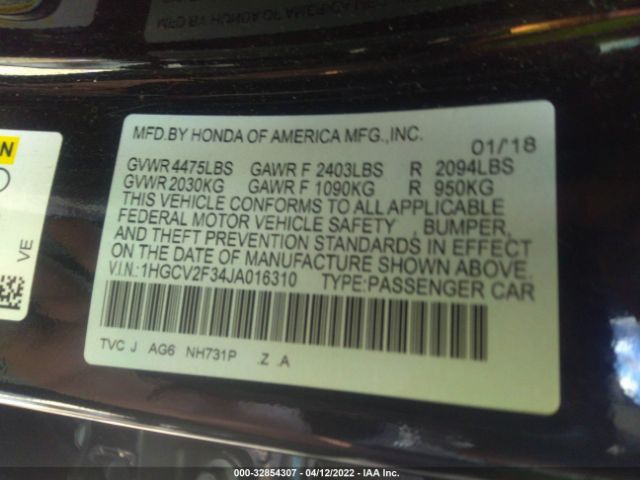 MFD.BY HONDA OF AMERICA MFG.,INC. 01/18
GVWR 4475LBS GAWR F 2403LBS R 2094LBS
GVWR 2030KG GAWR F 1090KG R 950KG
THIS VEHICLE CONFORMS TO ALL APPLICABLE
FEDERAL MOTOR VEHICLE SAFETY , BUMPER,
AND THEFT PREVENTION STANDARDS IN EFFECT
ON THE DATE OF MANUFACTURE SHOWN ABOVE.
V.I.N.:1HGCV2F34JA016310 TYPE:PASSENGER CAR
TVC J AG6 NH731P .Z .A
VE
000-32854307 - 04/12/2022 - IAA Inc.